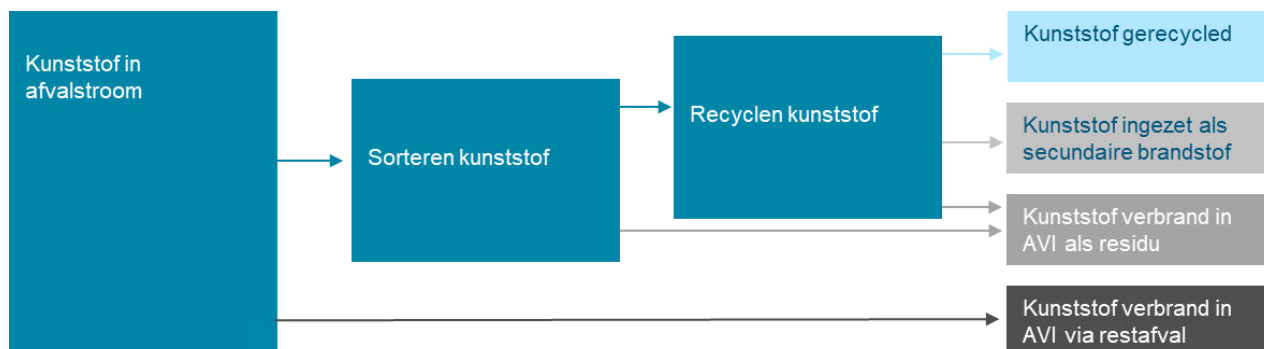 Kunststof in
afvalstroom
Sorteren kunststof
Recyclen kunststof
Kunststof gerecycled
Kunststof ingezet als
secundaire brandstof
Kunststof verbrand in
AVI als residu
Kunststof verbrand in
AVI via restafval